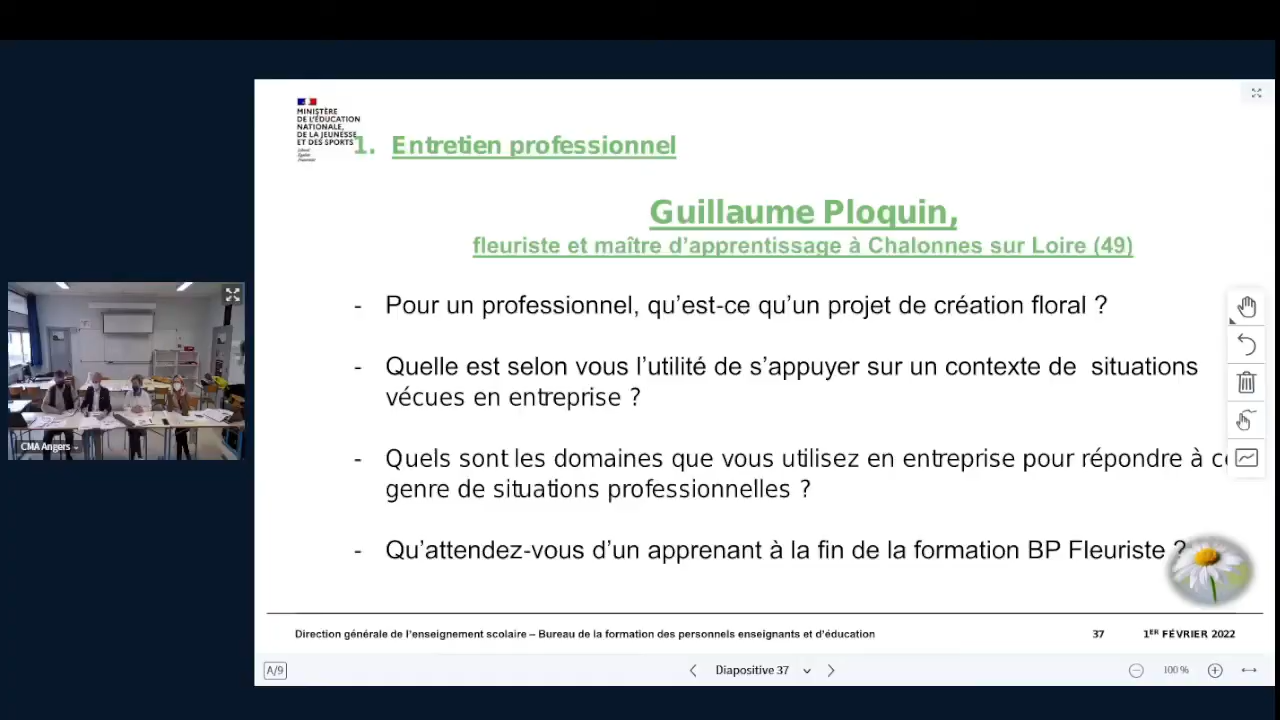 MINISTÈRE
DE L'ÉDUCATION
NATIONALE,
DE LA JEUNESSE
ET DES SPORTS
Liberté
Égalité
Fraternité
1. Entretien professionnel
Guillaume Ploquin,
fleuriste et maître d'apprentissage à Chalonnes sur Loire (49)
- Pour un professionnel, qu'est-ce qu'un projet de création floral ?
- Quelle est selon vous l'utilité de s'appuyer sur un contexte de situations
vécues en entreprise ?
- Quels sont les domaines que vous utilisez en entreprise pour répondre à
genre de situations professionnelles ?
- Qu'attendez-vous d'un apprenant à la fin de la formation BP Fleuriste ?
CMA Angers
Direction générale de l'enseignement scolaire – Bureau de la formation des personnels enseignants et d'éducation
37
1ER FÉVRIER 2022
A/9
Diapositive 37
100 %